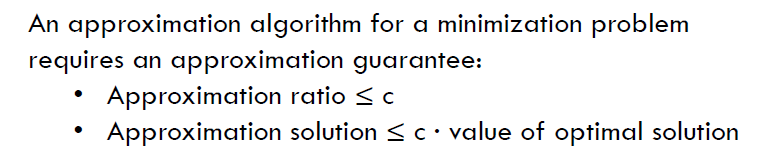 An approximation algorithm for a minimization problem
requires an approximation guarantee:
• Approximation ratio ≤ c
• Approximation solution ≤ c · value of optimal solution